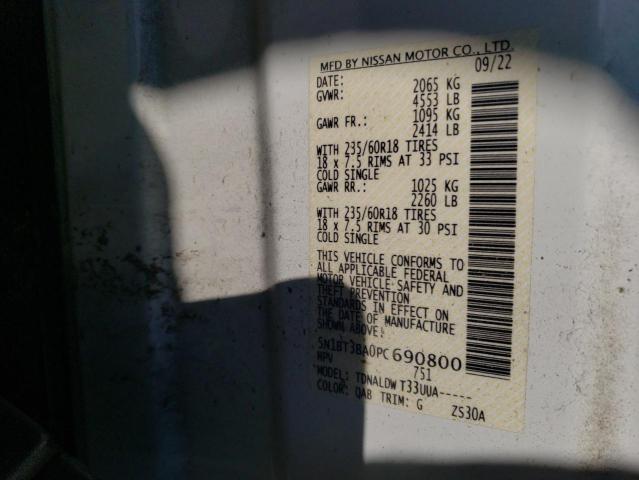 MFD BY NISSAN MOTOR CO., LTD.
DATE: 09/22
GVWR: 2065 KG
4553 LB
GAWR FR.: 1095 KG
2414 LB
WITH 235/60R18 TIRES
18 x 7.5 RIMS AT 33 PSI
COLD SINGLE
GAWR RR.: 1025 KG
2260 LB
WITH 235/60R18 TIRES
18 x 7.5 RIMS AT 30 PSI
COLD SINGLE
THIS VEHICLE CONFORMS TO
ALL APPLICABLE FEDERAL
MOTOR VEHICLE SAFETY AND
THEFT PREVENTION
STANDARDS IN EFFECT ON
THE DATE OF MANUFACTURE
SHOWN ABOVE:
5N1BT3BA0PC690800
MPV 751
MODEL: TDNALDW T33UUA-----
COLOR: QAB TRIM: G ZS30A